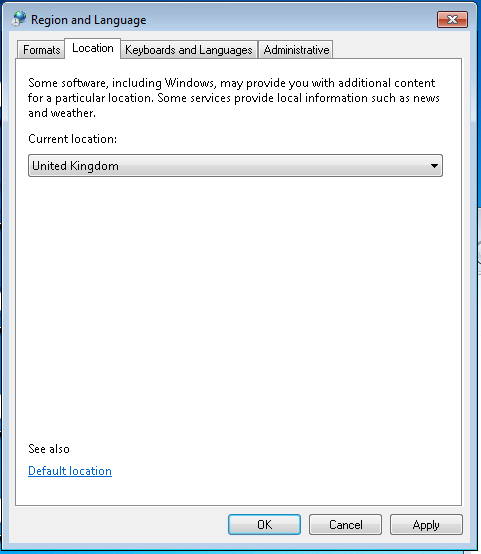 Region and Language
Formats Location Keyboards and Languages Administrative
Some software, including Windows, may provide you with additional content
for a particular location. Some services provide local information such as news
and weather.
Current location:
United Kingdom
See also
Default location
OK Cancel Apply